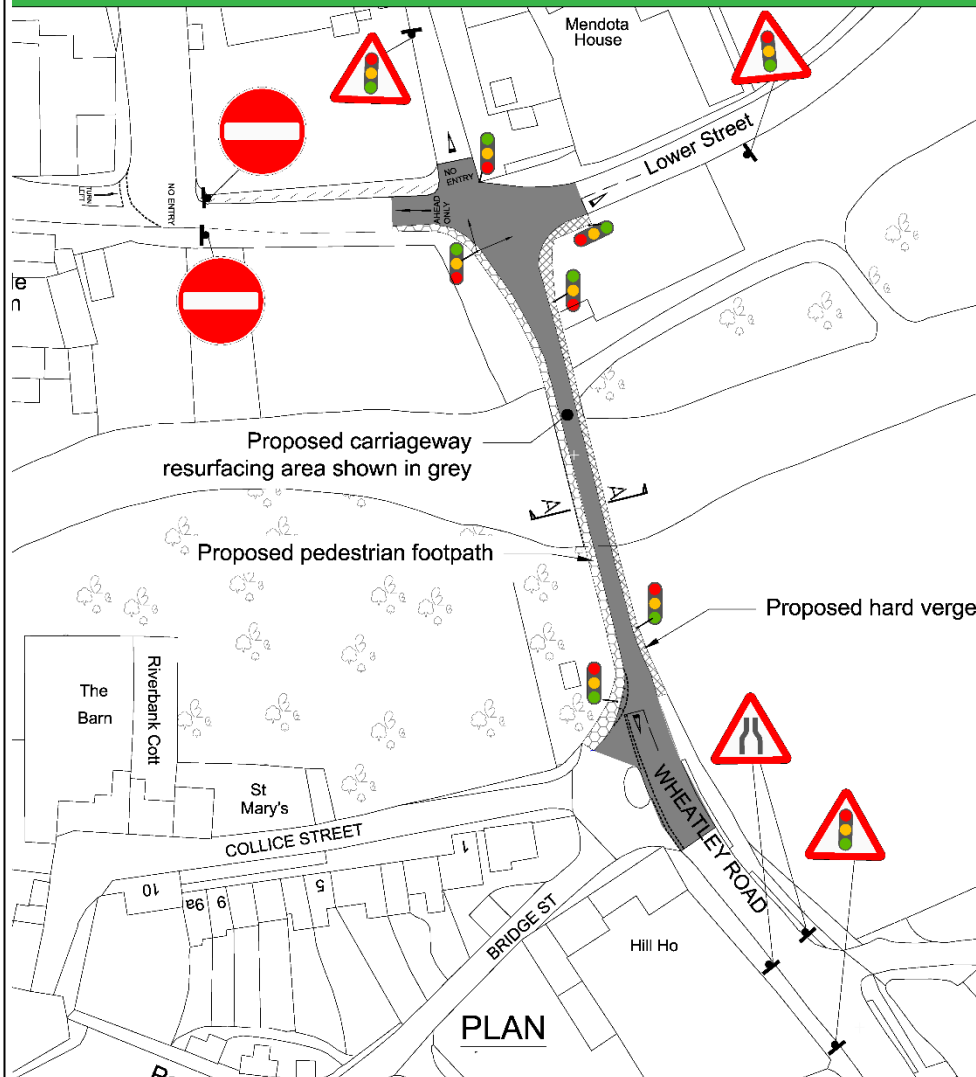 Mendota
House
Lower Street
NO
ENTRY
AHEAD
ONLY
NO ENTRY
TURN
LEFT
le
n
Proposed carriageway
resurfacing area shown in grey
A
A
Proposed pedestrian footpath
Proposed hard verge
The
Barn
Riverbank Cott
St
Mary's
COLLICE STREET
WHEATLEY ROAD
BRIDGE ST
10
9a
9
5
1
Hill Ho
PLAN